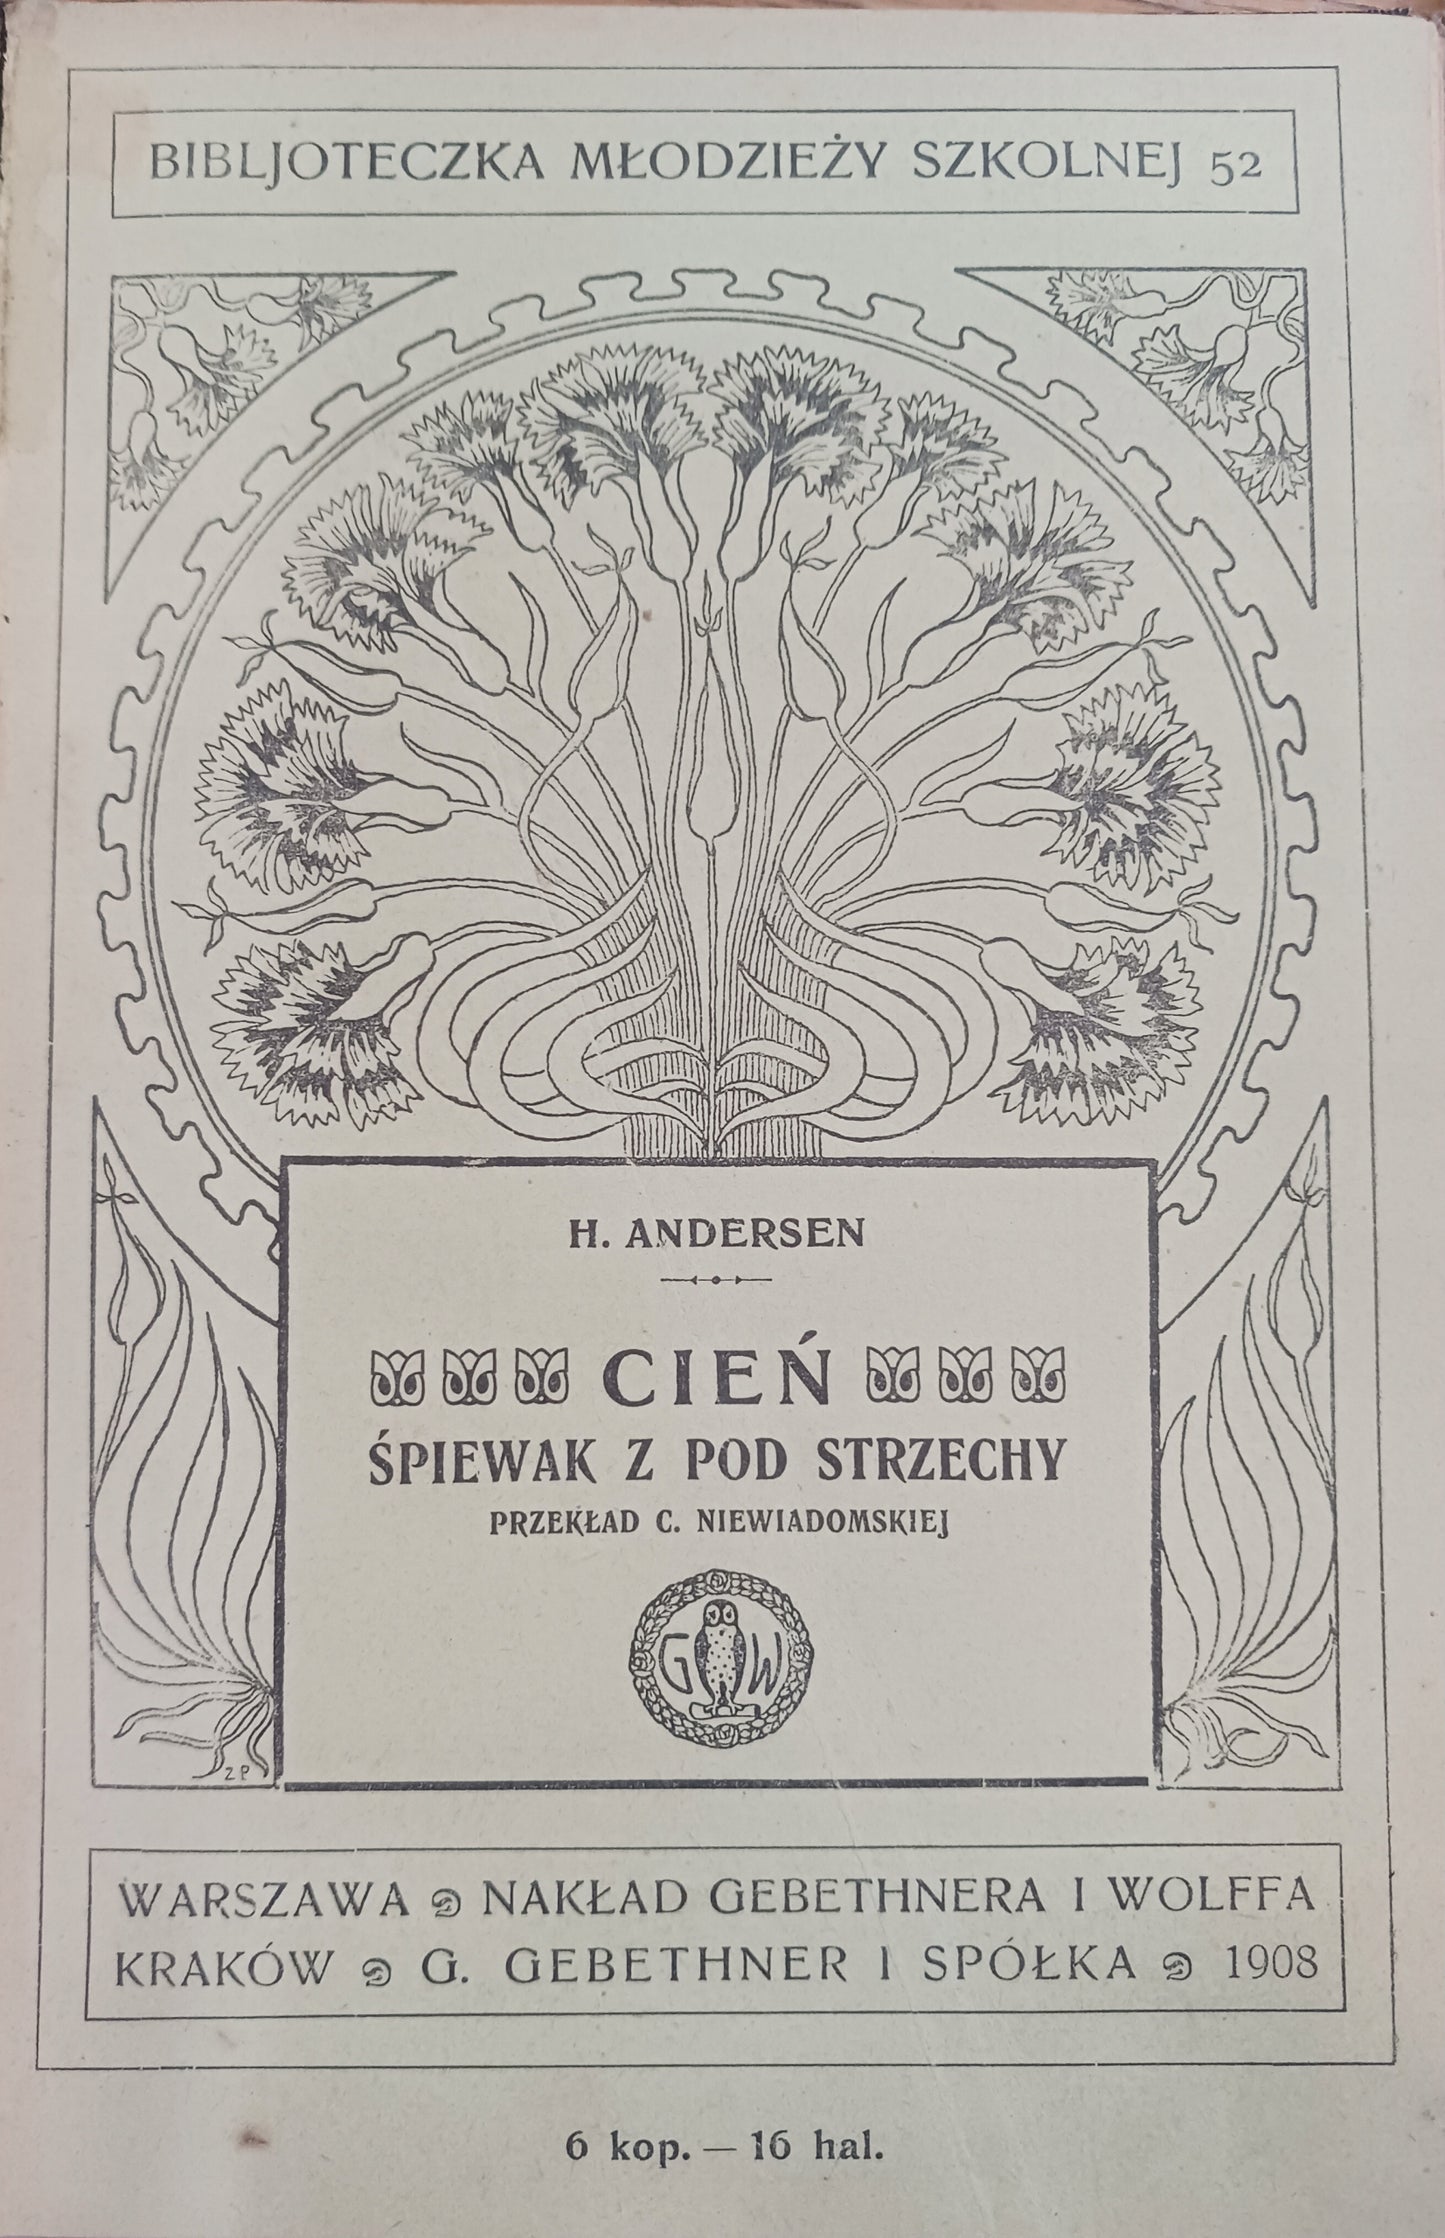 BIBLJOTECZKA MŁODZIEŻY SZKOLNEJ 52
H. ANDERSEN
CIEŃ
ŚPIEWAK Z POD STRZECHY
PRZEKŁAD C. NIEWIADOMSKIEJ
G W
ZP
WARSZAWA NAKŁAD GEBETHNERA I WOLFFA
KRAKÓW G. GEBETHNER I SPÓŁKA 1908
6 kop. — 16 hal.